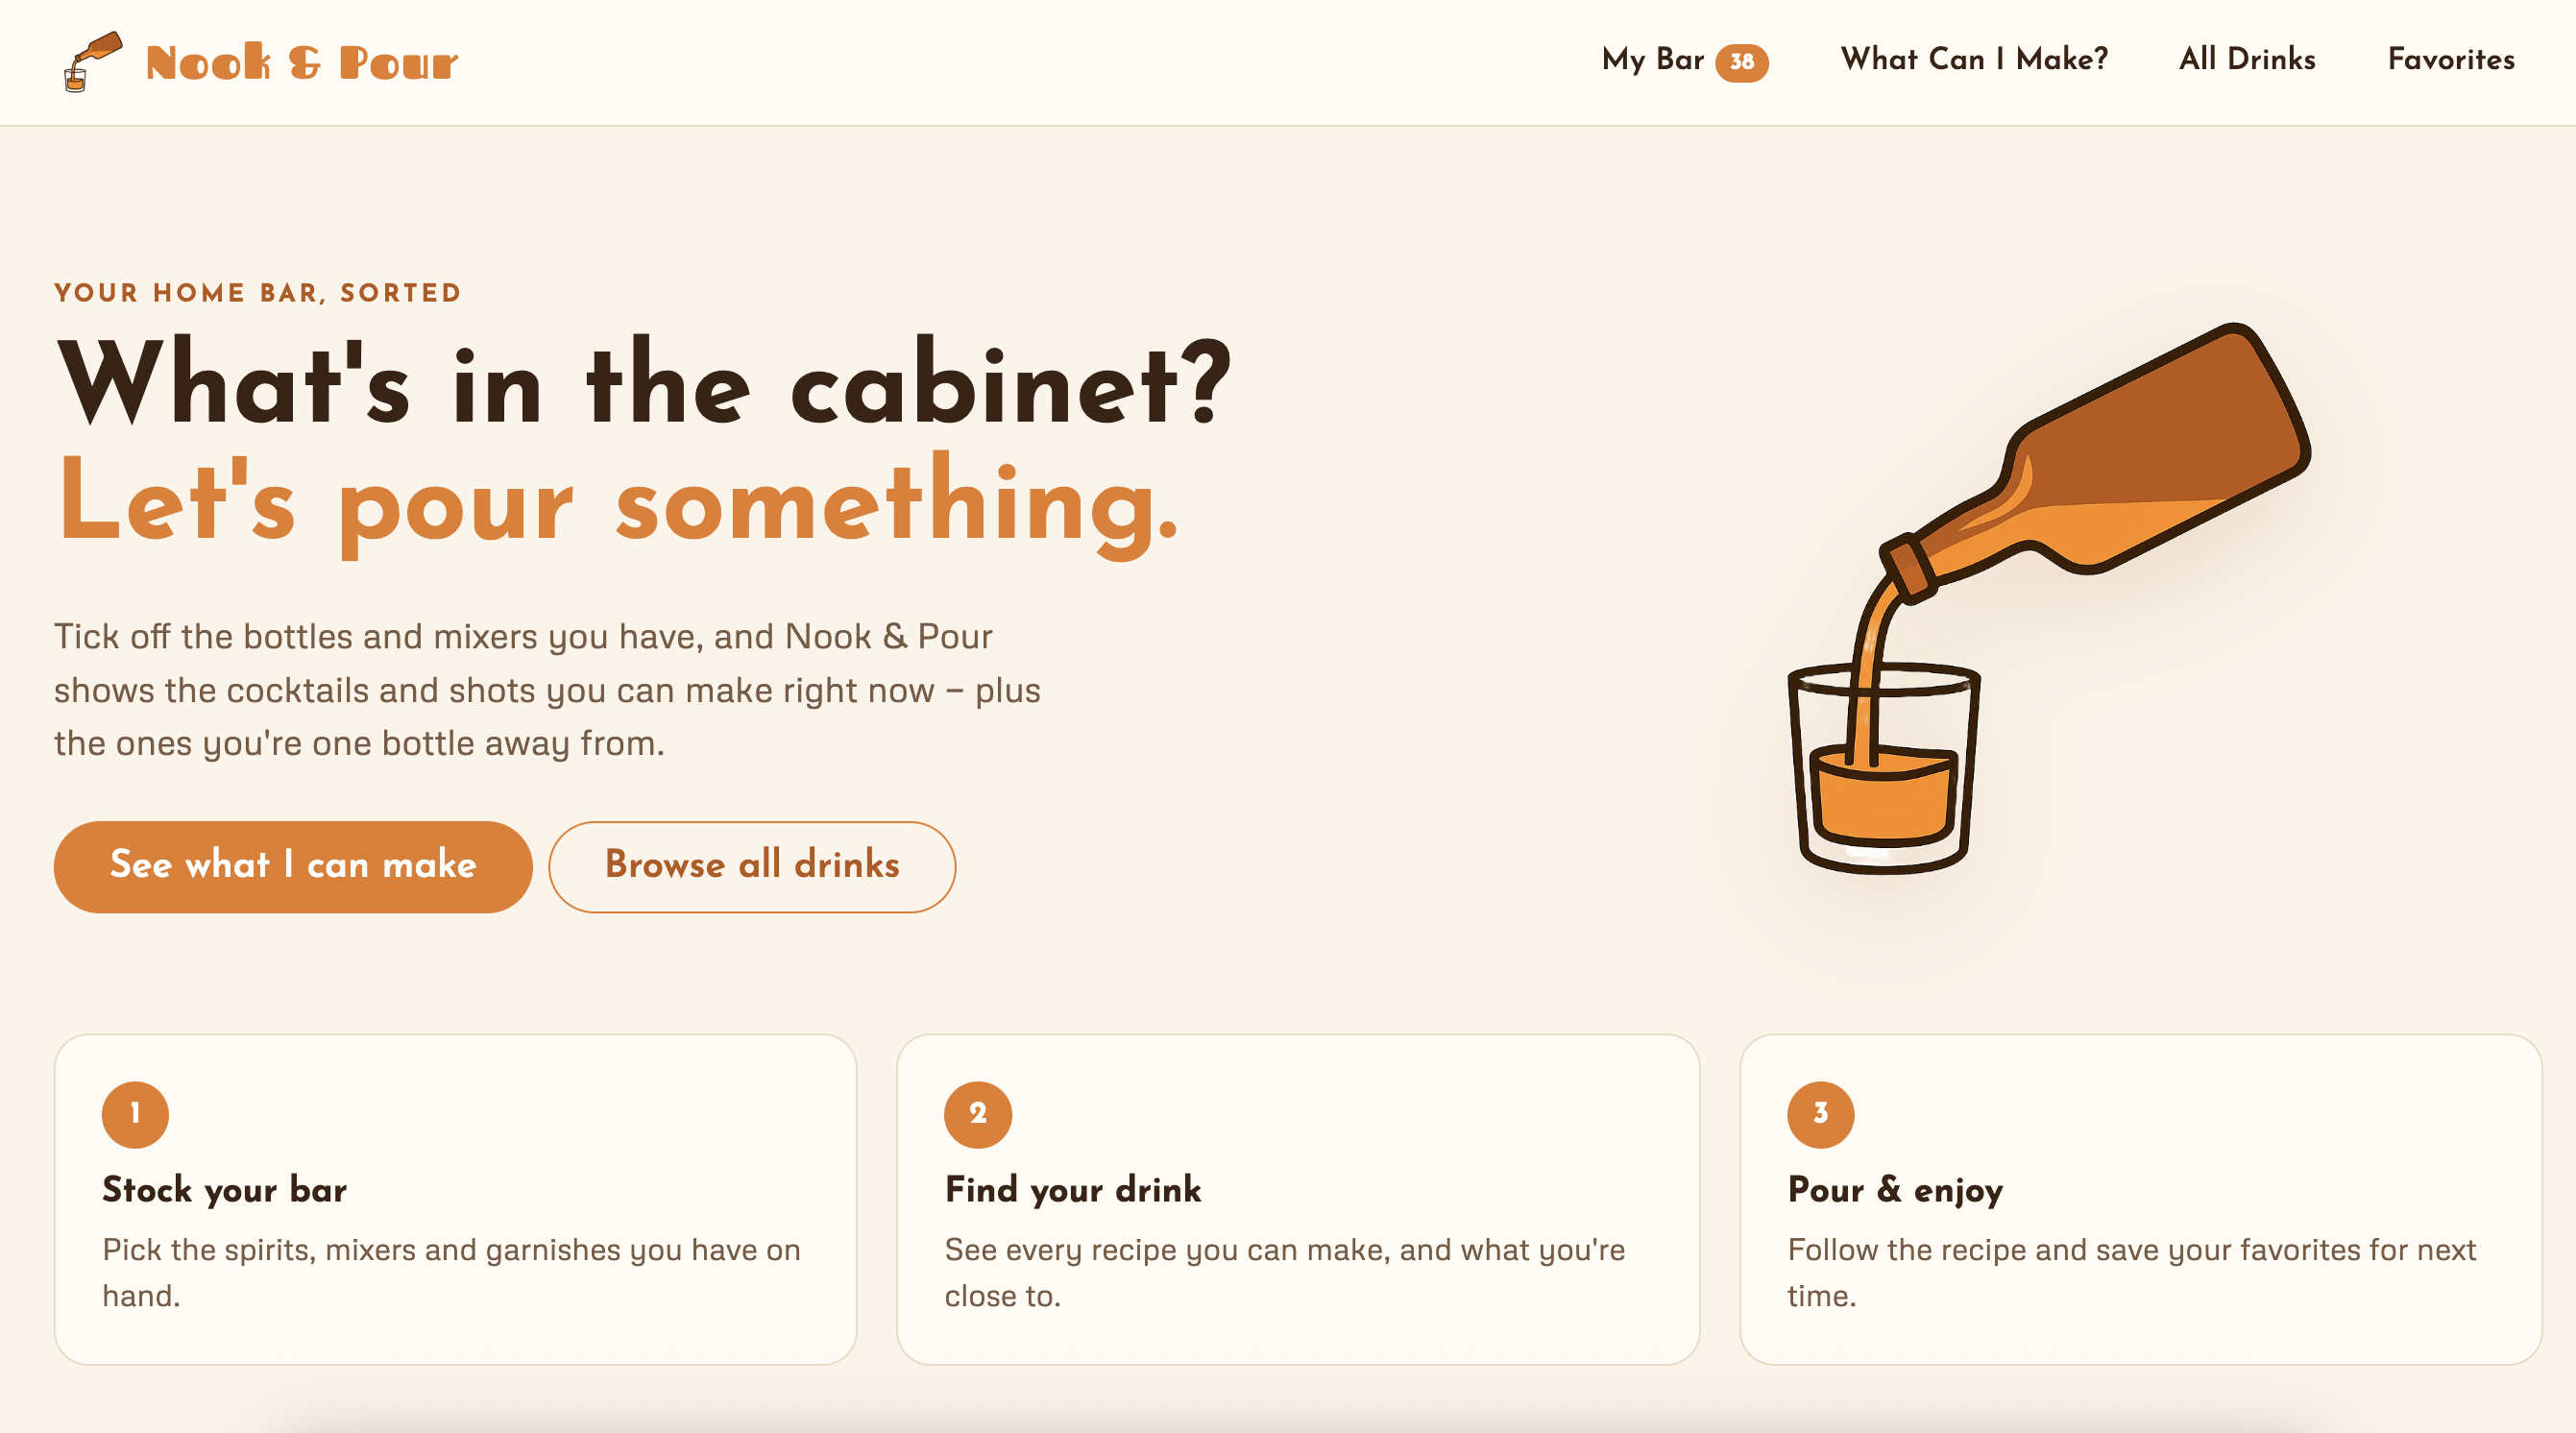 Nook & Pour
My Bar 38 What Can I Make? All Drinks Favorites
YOUR HOME BAR, SORTED
What's in the cabinet?
Let's pour something.
Tick off the bottles and mixers you have, and Nook & Pour
shows the cocktails and shots you can make right now – plus
the ones you're one bottle away from.
See what I can make
Browse all drinks
1
Stock your bar
Pick the spirits, mixers and garnishes you have on
hand.
2
Find your drink
See every recipe you can make, and what you're
close to.
3
Pour & enjoy
Follow the recipe and save your favorites for next
time.